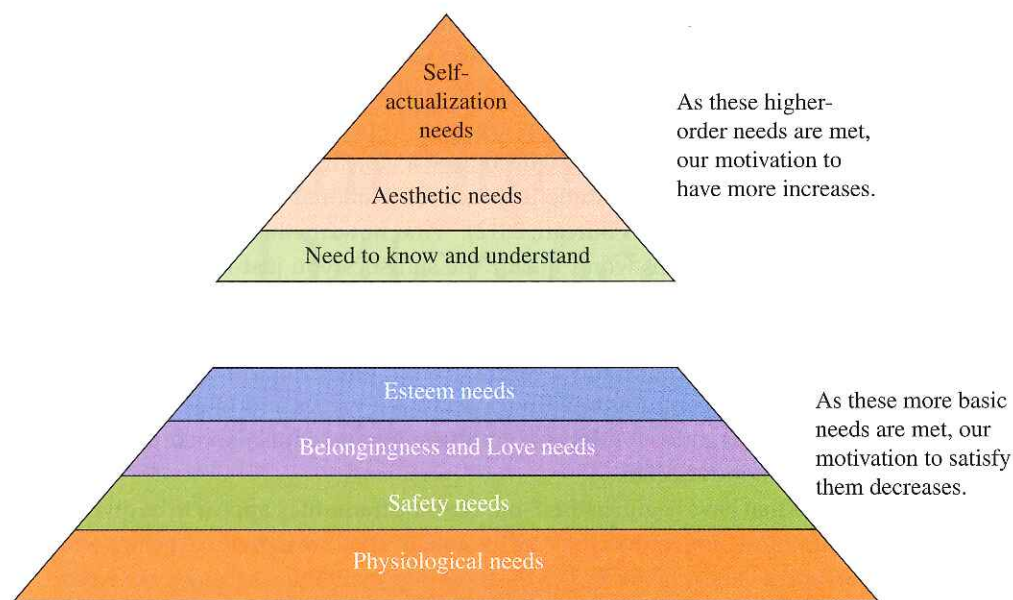 Self-
actualization
needs
As these higher-
order needs are met,
our motivation to
have more increases.
Aesthetic needs
Need to know and understand
Esteem needs
As these more basic
needs are met, our
motivation to satisfy
them decreases.
Belongingness and Love needs
Safety needs
Physiological needs